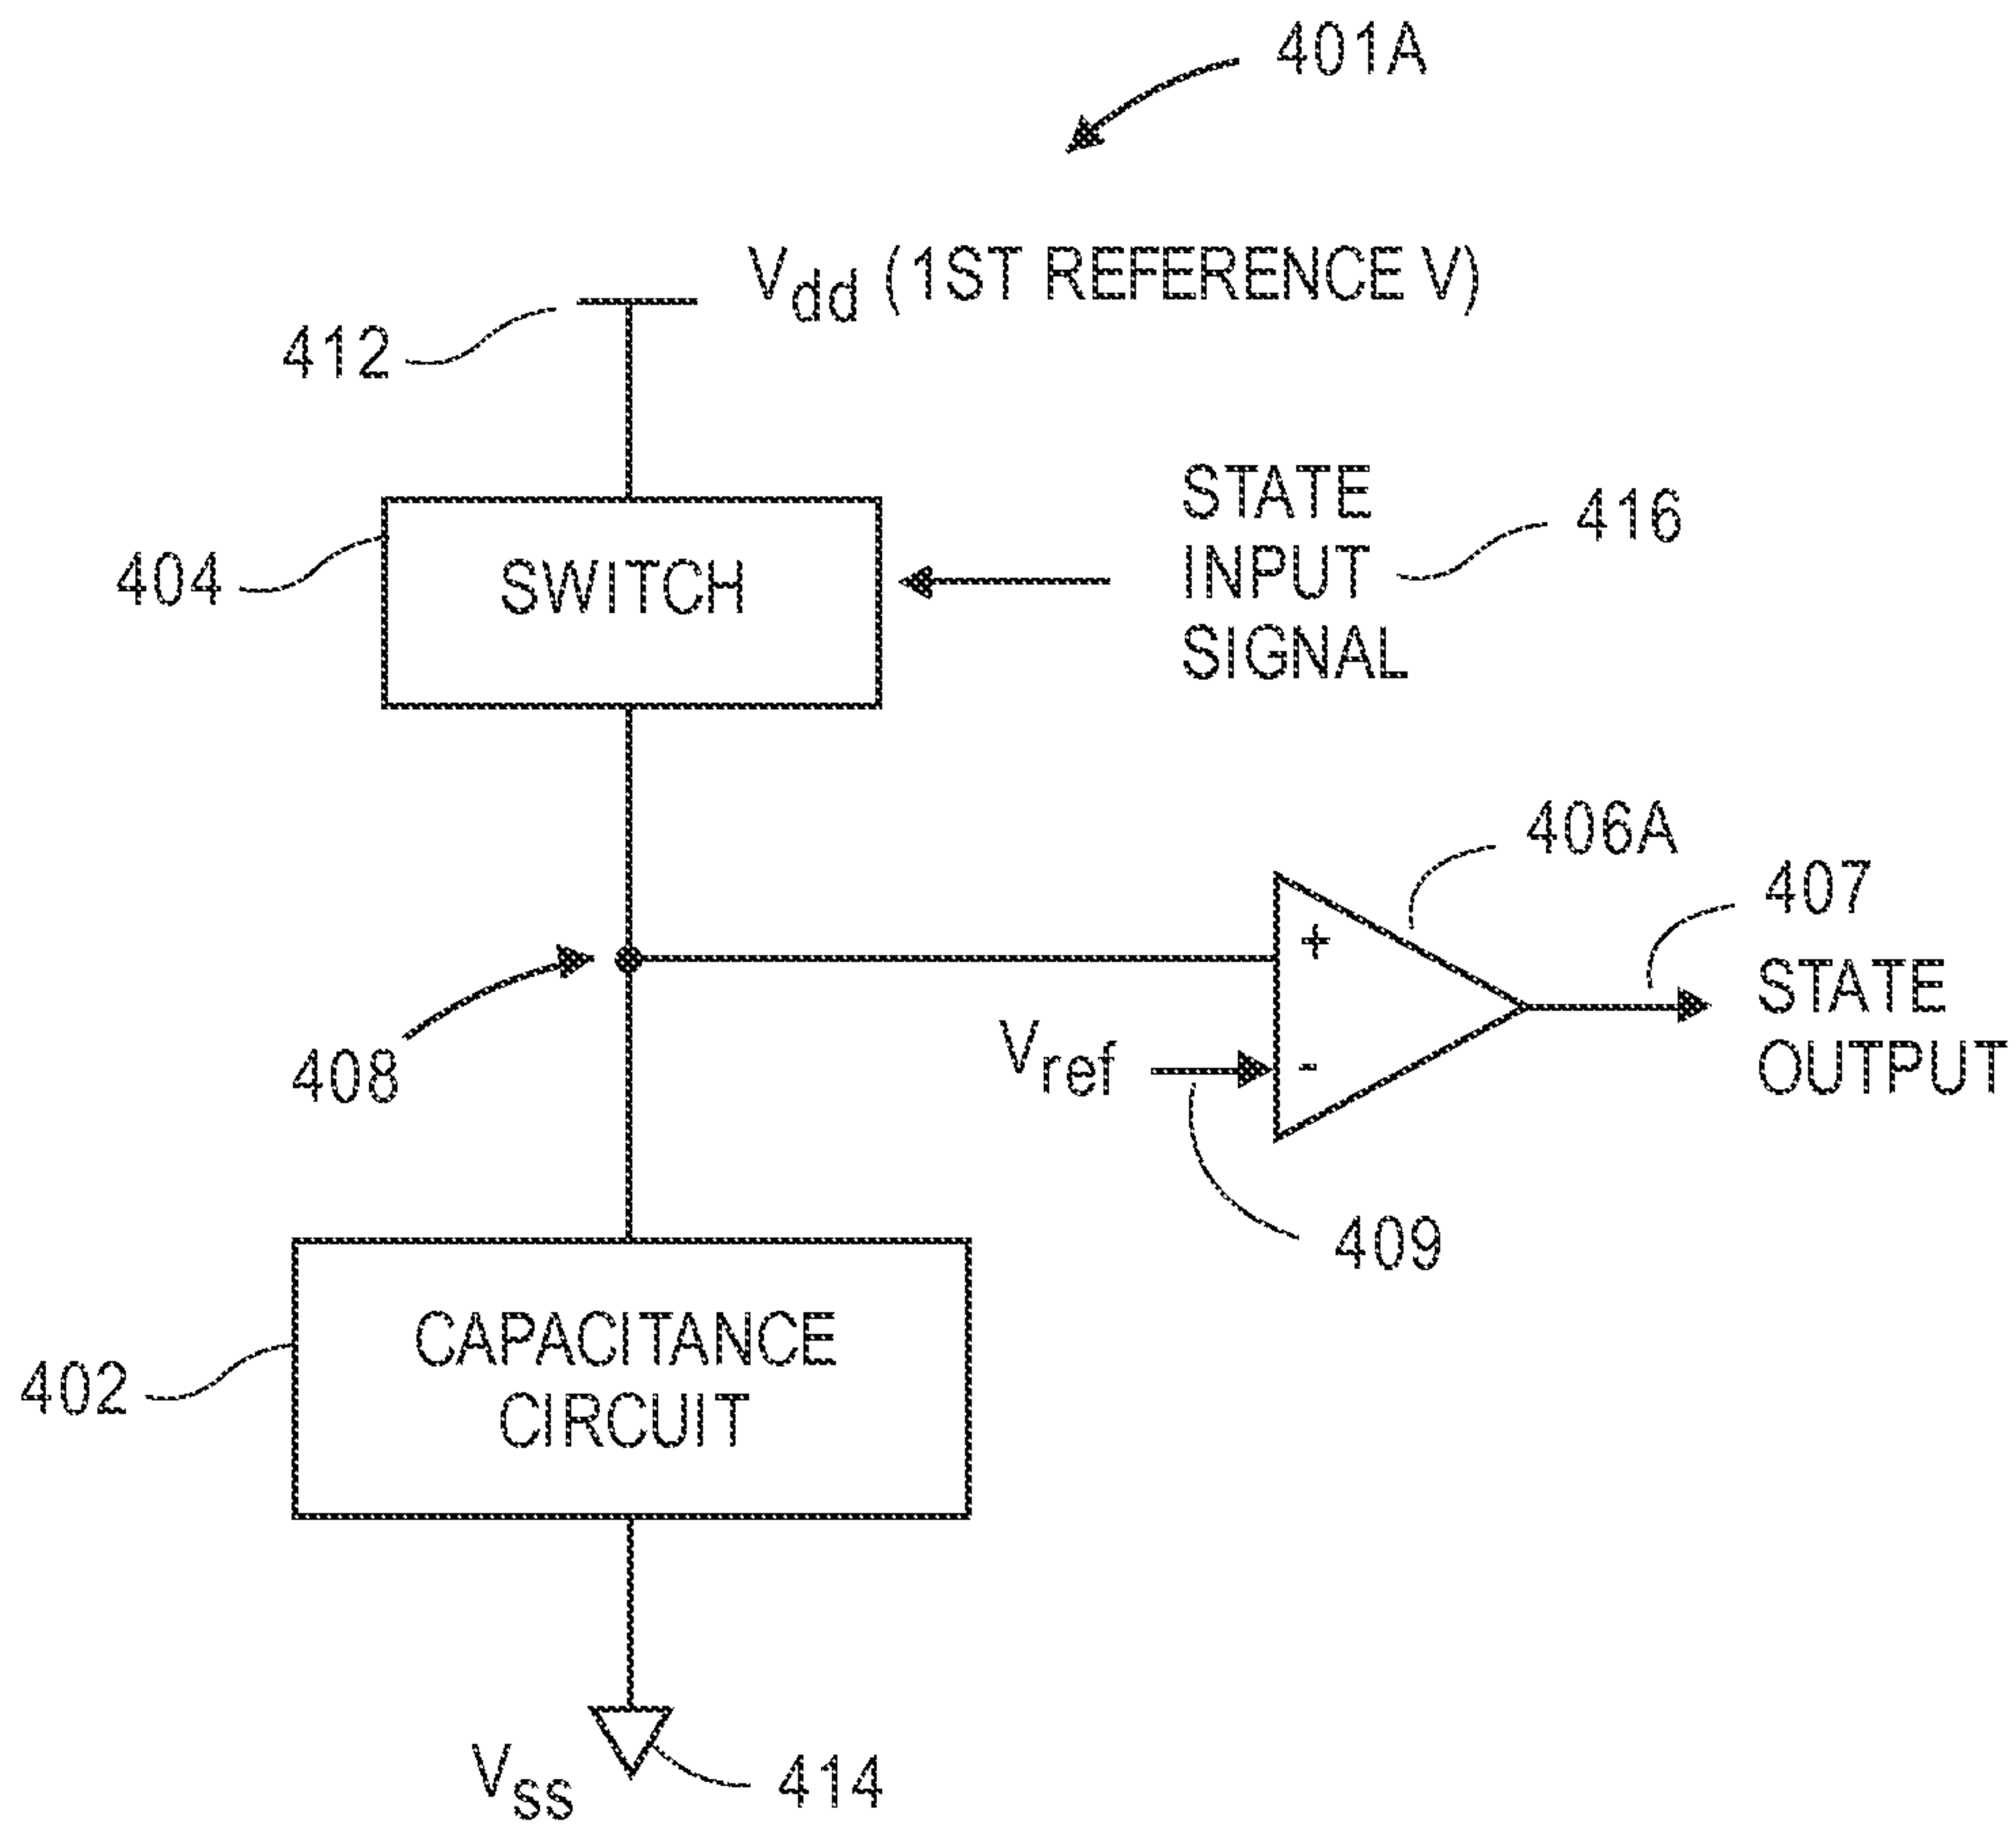 401A
Vdd (1ST REFERENCE V)
412
STATE
INPUT
SIGNAL
416
404
SWITCH
406A
407
+
STATE
OUTPUT
408
Vref
-
409
CAPACITANCE
CIRCUIT
402
Vss
414